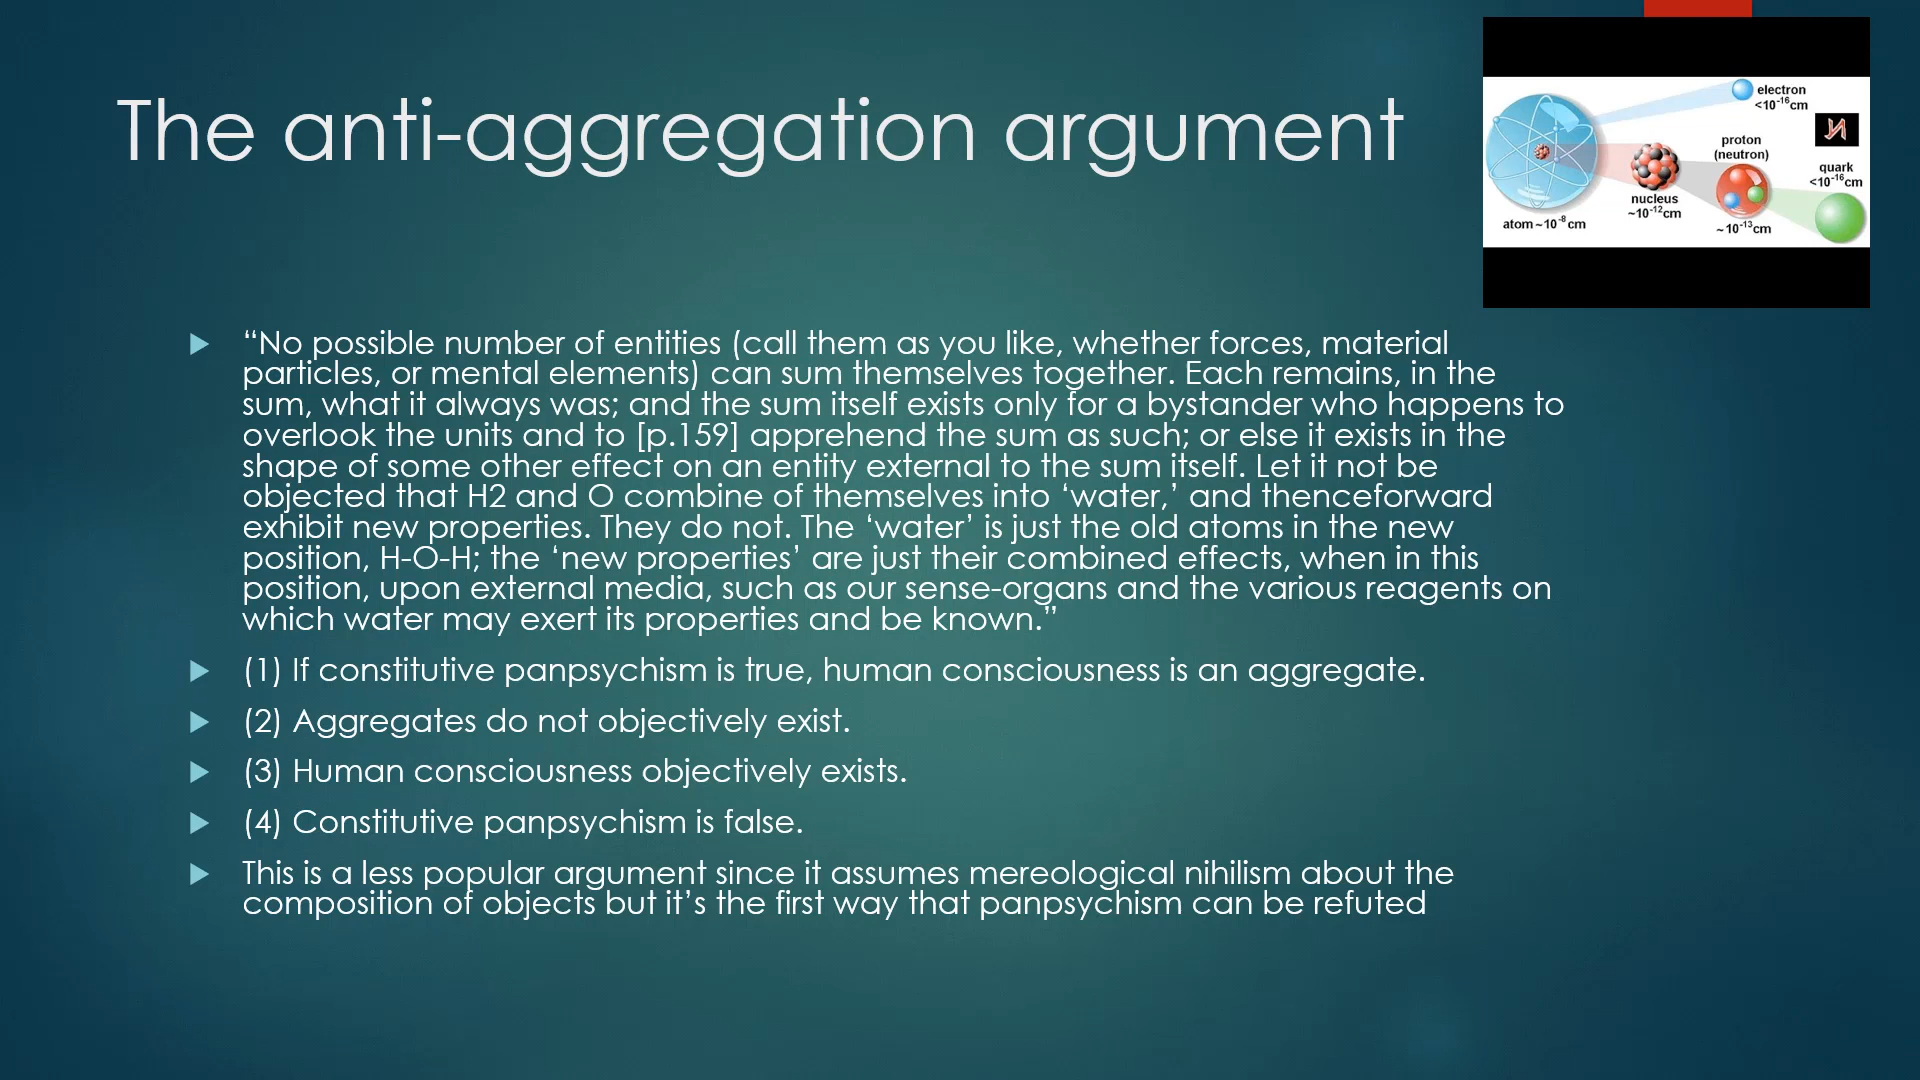 The anti-aggregation argument
electron
<10-16cm
proton
(neutron)
quark
<10-16cm
nucleus
~10-12cm
atom~10-8cm
~10-13cm
“No possible number of entities (call them as you like, whether forces, material
particles, or mental elements) can sum themselves together. Each remains, in the
sum, what it always was; and the sum itself exists only for a bystander who happens to
overlook the units and to [p.159] apprehend the sum as such; or else it exists in the
shape of some other effect on an entity external to the sum itself. Let it not be
objected that H2 and O combine of themselves into ‘water,’ and thenceforward
exhibit new properties. They do not. The ‘water’ is just the old atoms in the new
position, H-O-H; the ‘new properties’ are just their combined effects, when in this
position, upon external media, such as our sense-organs and the various reagents on
which water may exert its properties and be known.”
(1) If constitutive panpsychism is true, human consciousness is an aggregate.
(2) Aggregates do not objectively exist.
(3) Human consciousness objectively exists.
(4) Constitutive panpsychism is false.
This is a less popular argument since it assumes mereological nihilism about the
composition of objects but it’s the first way that panpsychism can be refuted